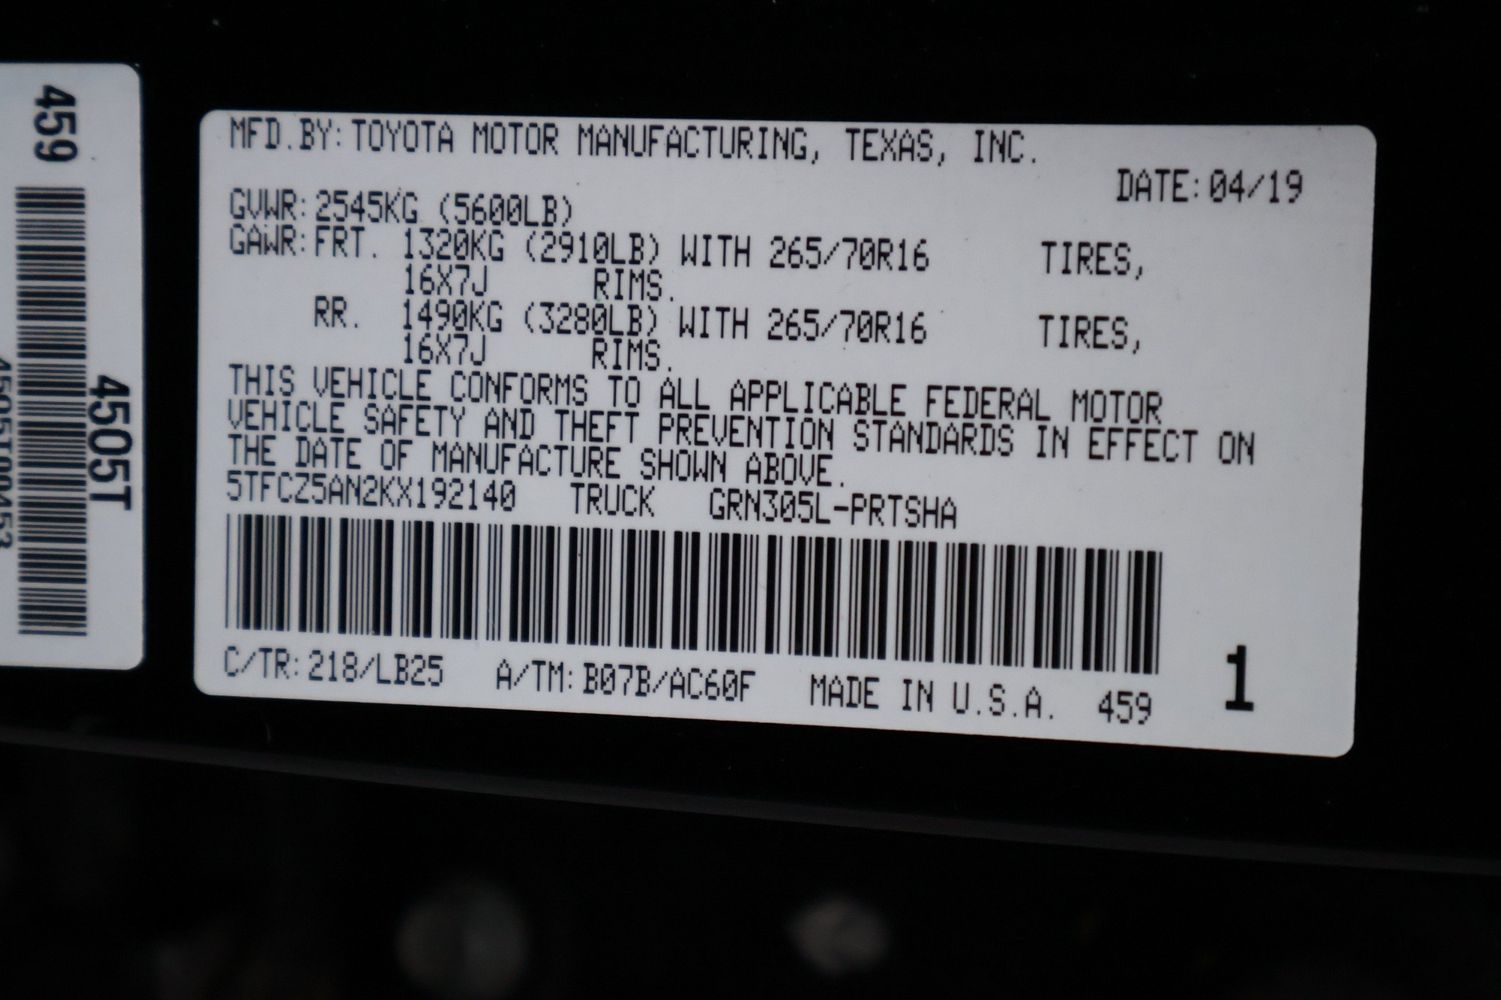 459
4505T
MFD.BY: TOYOTA MOTOR MANUFACTURING, TEXAS, INC.
DATE: 04/19
GVWR: 2545KG (5600LB)
GAWR: FRT. 1320KG (2910LB) WITH 265/70R16 TIRES,
16X7J RIMS.
RR. 1490KG (3280LB) WITH 265/70R16 TIRES,
16X7J RIMS.
THIS VEHICLE CONFORMS TO ALL APPLICABLE FEDERAL MOTOR
VEHICLE SAFETY AND THEFT PREVENTION STANDARDS IN EFFECT ON
THE DATE OF MANUFACTURE SHOWN ABOVE.
5TFCZ5AN2KX192140 TRUCK GRN305L-PRTSHA
C/TR: 218/LB25 A/TM: B07B/AC60F MADE IN U.S.A. 459 1